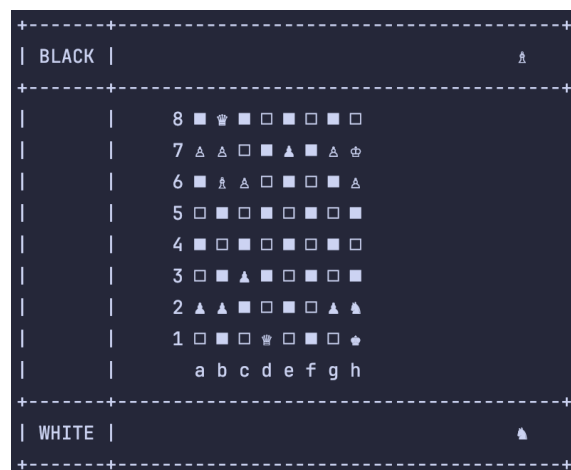 +-------+----------------------------------------+
| BLACK |                                    ♗
+-------+----------------------------------------+
|       |     8 ■ ♛ ■ □ ■ □ ■ □
|       |     7 ♙ ♙ □ ■ ♟ ■ ♙ ♔
|       |     6 ■ ♗ ♙ □ ■ □ ■ ♙
|       |     5 □ ■ □ ■ □ ■ □ ■
|       |     4 ■ □ ■ □ ■ □ ■ □
|       |     3 □ ■ ♟ ■ □ ■ □ ■
|       |     2 ♟ ♟ ■ □ ■ □ ♟ ♞
|       |     1 □ ■ □ ♕ □ ■ □ ♚
|       |       a b c d e f g h
+-------+----------------------------------------+
| WHITE |                                    ♞
+-------+----------------------------------------+